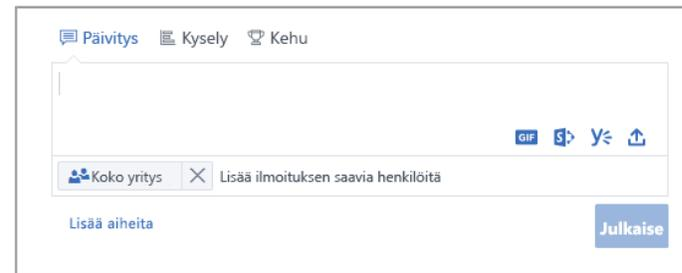 Päivitys Kysely Kehu
GIF S y
Koko yritys Lisää ilmoituksen saavia henkilöitä
Lisää aiheita Julkaise